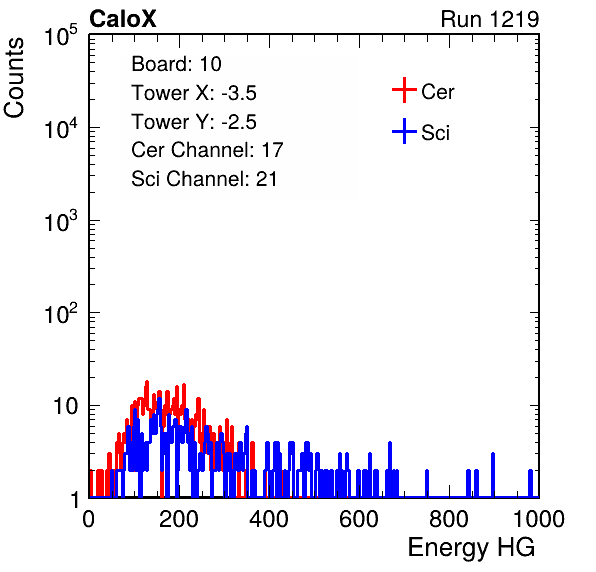 CaloX Run 1219
Counts
Board: 10
Tower X: -3.5
Tower Y: -2.5
Cer Channel: 17
Sci Channel: 21
Cer
Sci
10^5
10^4
10^3
10^2
10
1
0 200 400 600 800 1000
Energy HG